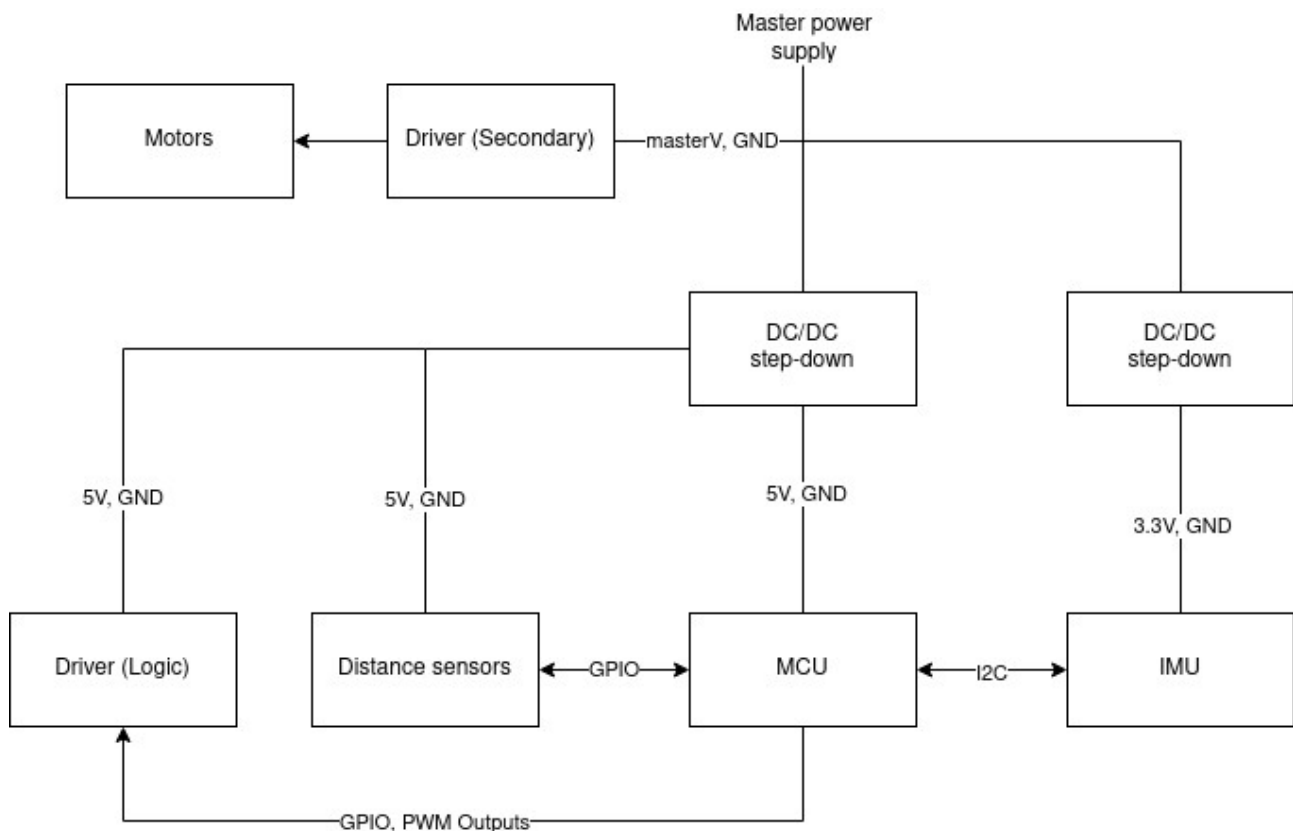 Master power
supply
Motors
Driver (Secondary)
masterV, GND
DC/DC
step-down
DC/DC
step-down
5V, GND
5V, GND
5V, GND
3.3V, GND
Driver (Logic)
Distance sensors
GPIO
MCU
I2C
IMU
GPIO, PWM Outputs